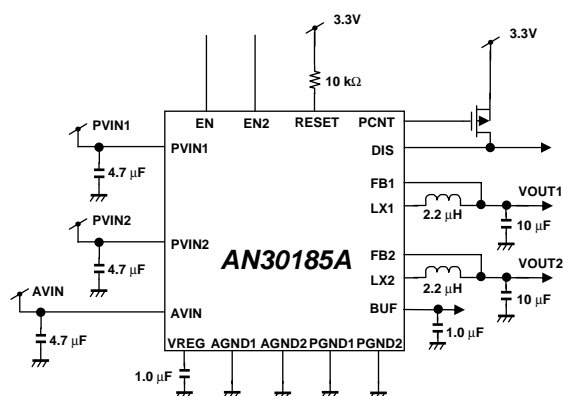 3.3V
3.3V
10 kΩ
EN
EN2
RESET
PCNT
PVIN1
PVIN1
DIS
4.7 μF
FB1
VOUT1
LX1
2.2 μH
10 μF
PVIN2
PVIN2
4.7 μF
FB2
VOUT2
AN30185A
LX2
2.2 μH
10 μF
AVIN
AVIN
BUF
4.7 μF
1.0 μF
VREG
AGND1
AGND2
PGND1
PGND2
1.0 μF